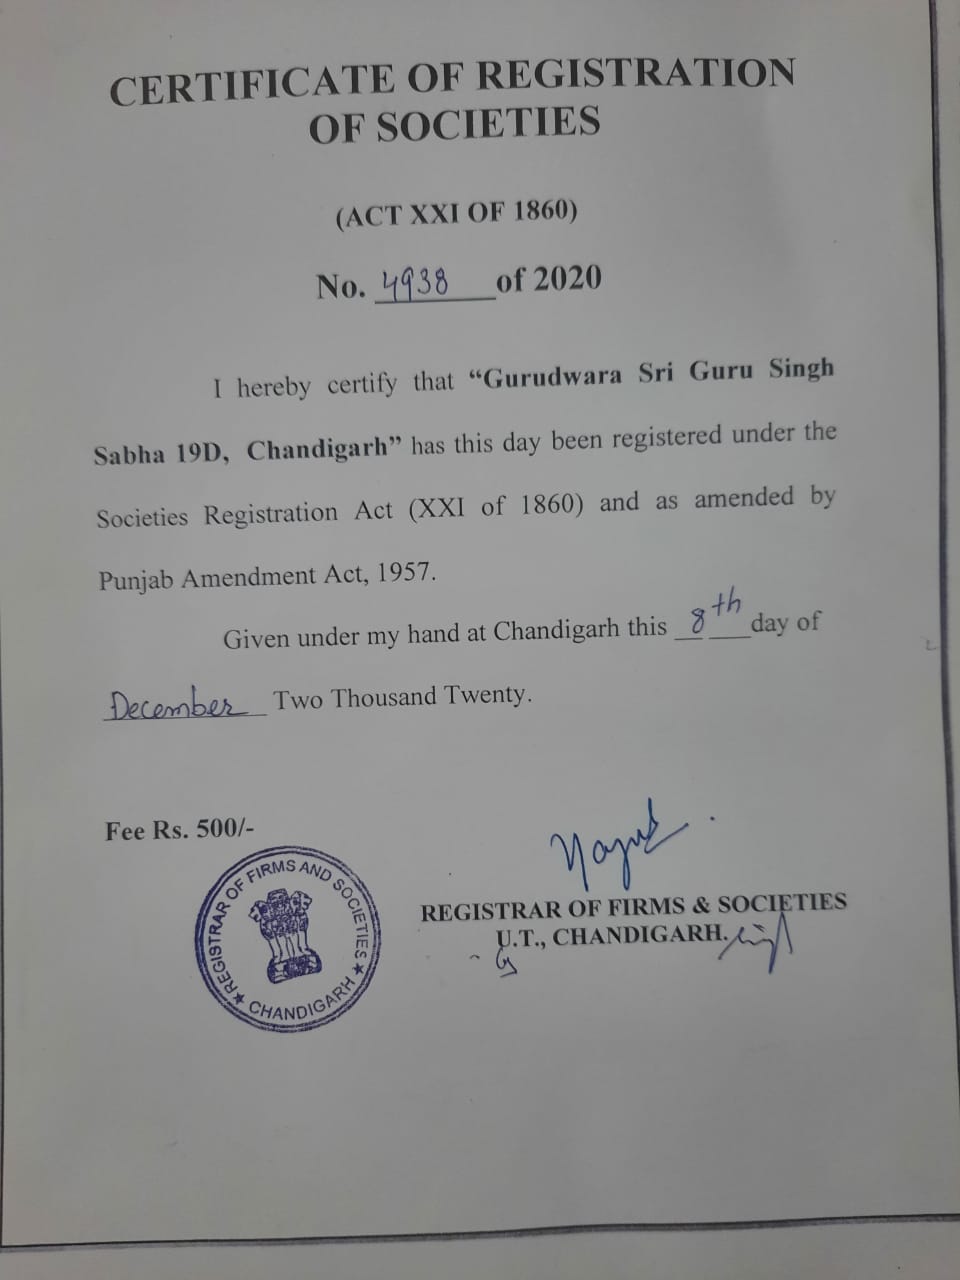 CERTIFICATE OF REGISTRATION
OF SOCIETIES
(ACT XXI OF 1860)
No. 4938 of 2020
I hereby certify that “Gurudwara Sri Guru Singh
Sabha 19D, Chandigarh” has this day been registered under the
Societies Registration Act (XXI of 1860) and as amended by
Punjab Amendment Act, 1957.
Given under my hand at Chandigarh this 8th day of
December Two Thousand Twenty.
Fee Rs. 500/-
REGISTRAR OF FIRMS AND SOCIETIES
CHANDIGARH
REGISTRAR OF FIRMS & SOCIETIES
U.T., CHANDIGARH.